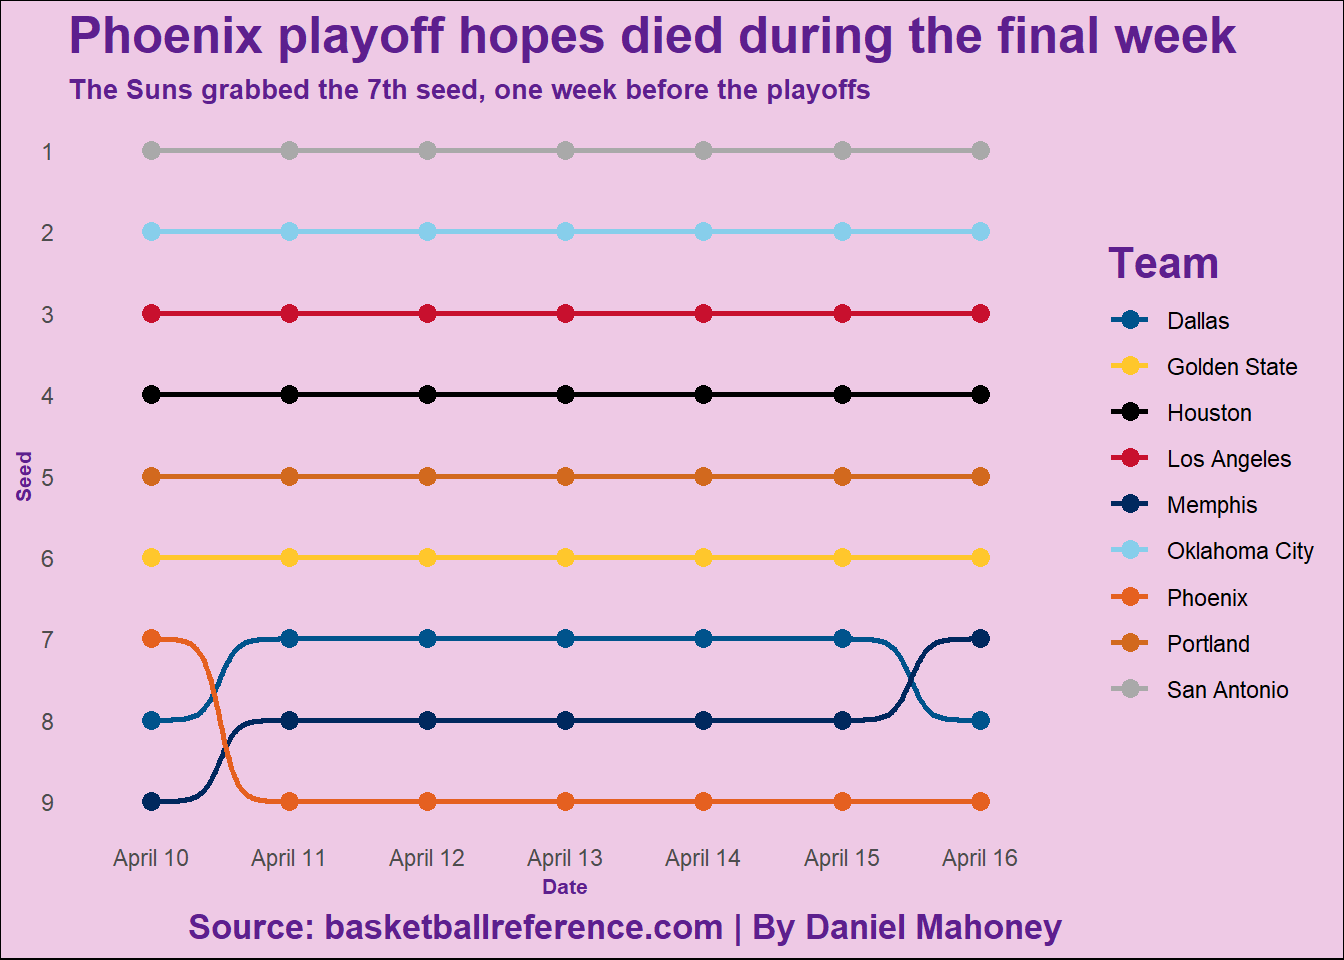 Phoenix playoff hopes died during the final week
The Suns grabbed the 7th seed, one week before the playoffs
1
2
3
4
5
6
7
8
9
Seed
April 10 April 11 April 12 April 13 April 14 April 15 April 16
Date
Team
Dallas
Golden State
Houston
Los Angeles
Memphis
Oklahoma City
Phoenix
Portland
San Antonio
Source: basketballreference.com | By Daniel Mahoney